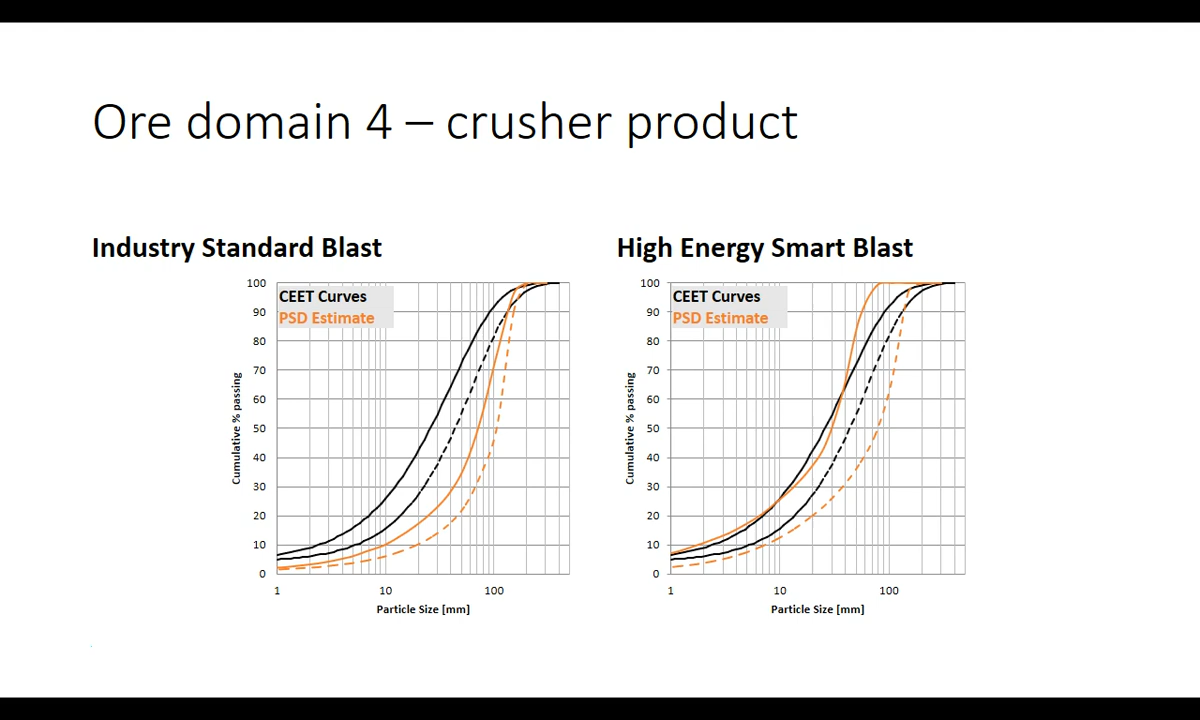 Ore domain 4 – crusher product
Industry Standard Blast
High Energy Smart Blast
CEET Curves
PSD Estimate
Cumulative % passing
100
90
80
70
60
50
40
30
20
10
0
1
10
100
Particle Size [mm]
CEET Curves
PSD Estimate
Cumulative % passing
100
90
80
70
60
50
40
30
20
10
0
1
10
100
Particle Size [mm]